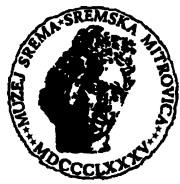 MUZEJ SREMA·SREMSKA MITROVICA
MDCCCLXXXV